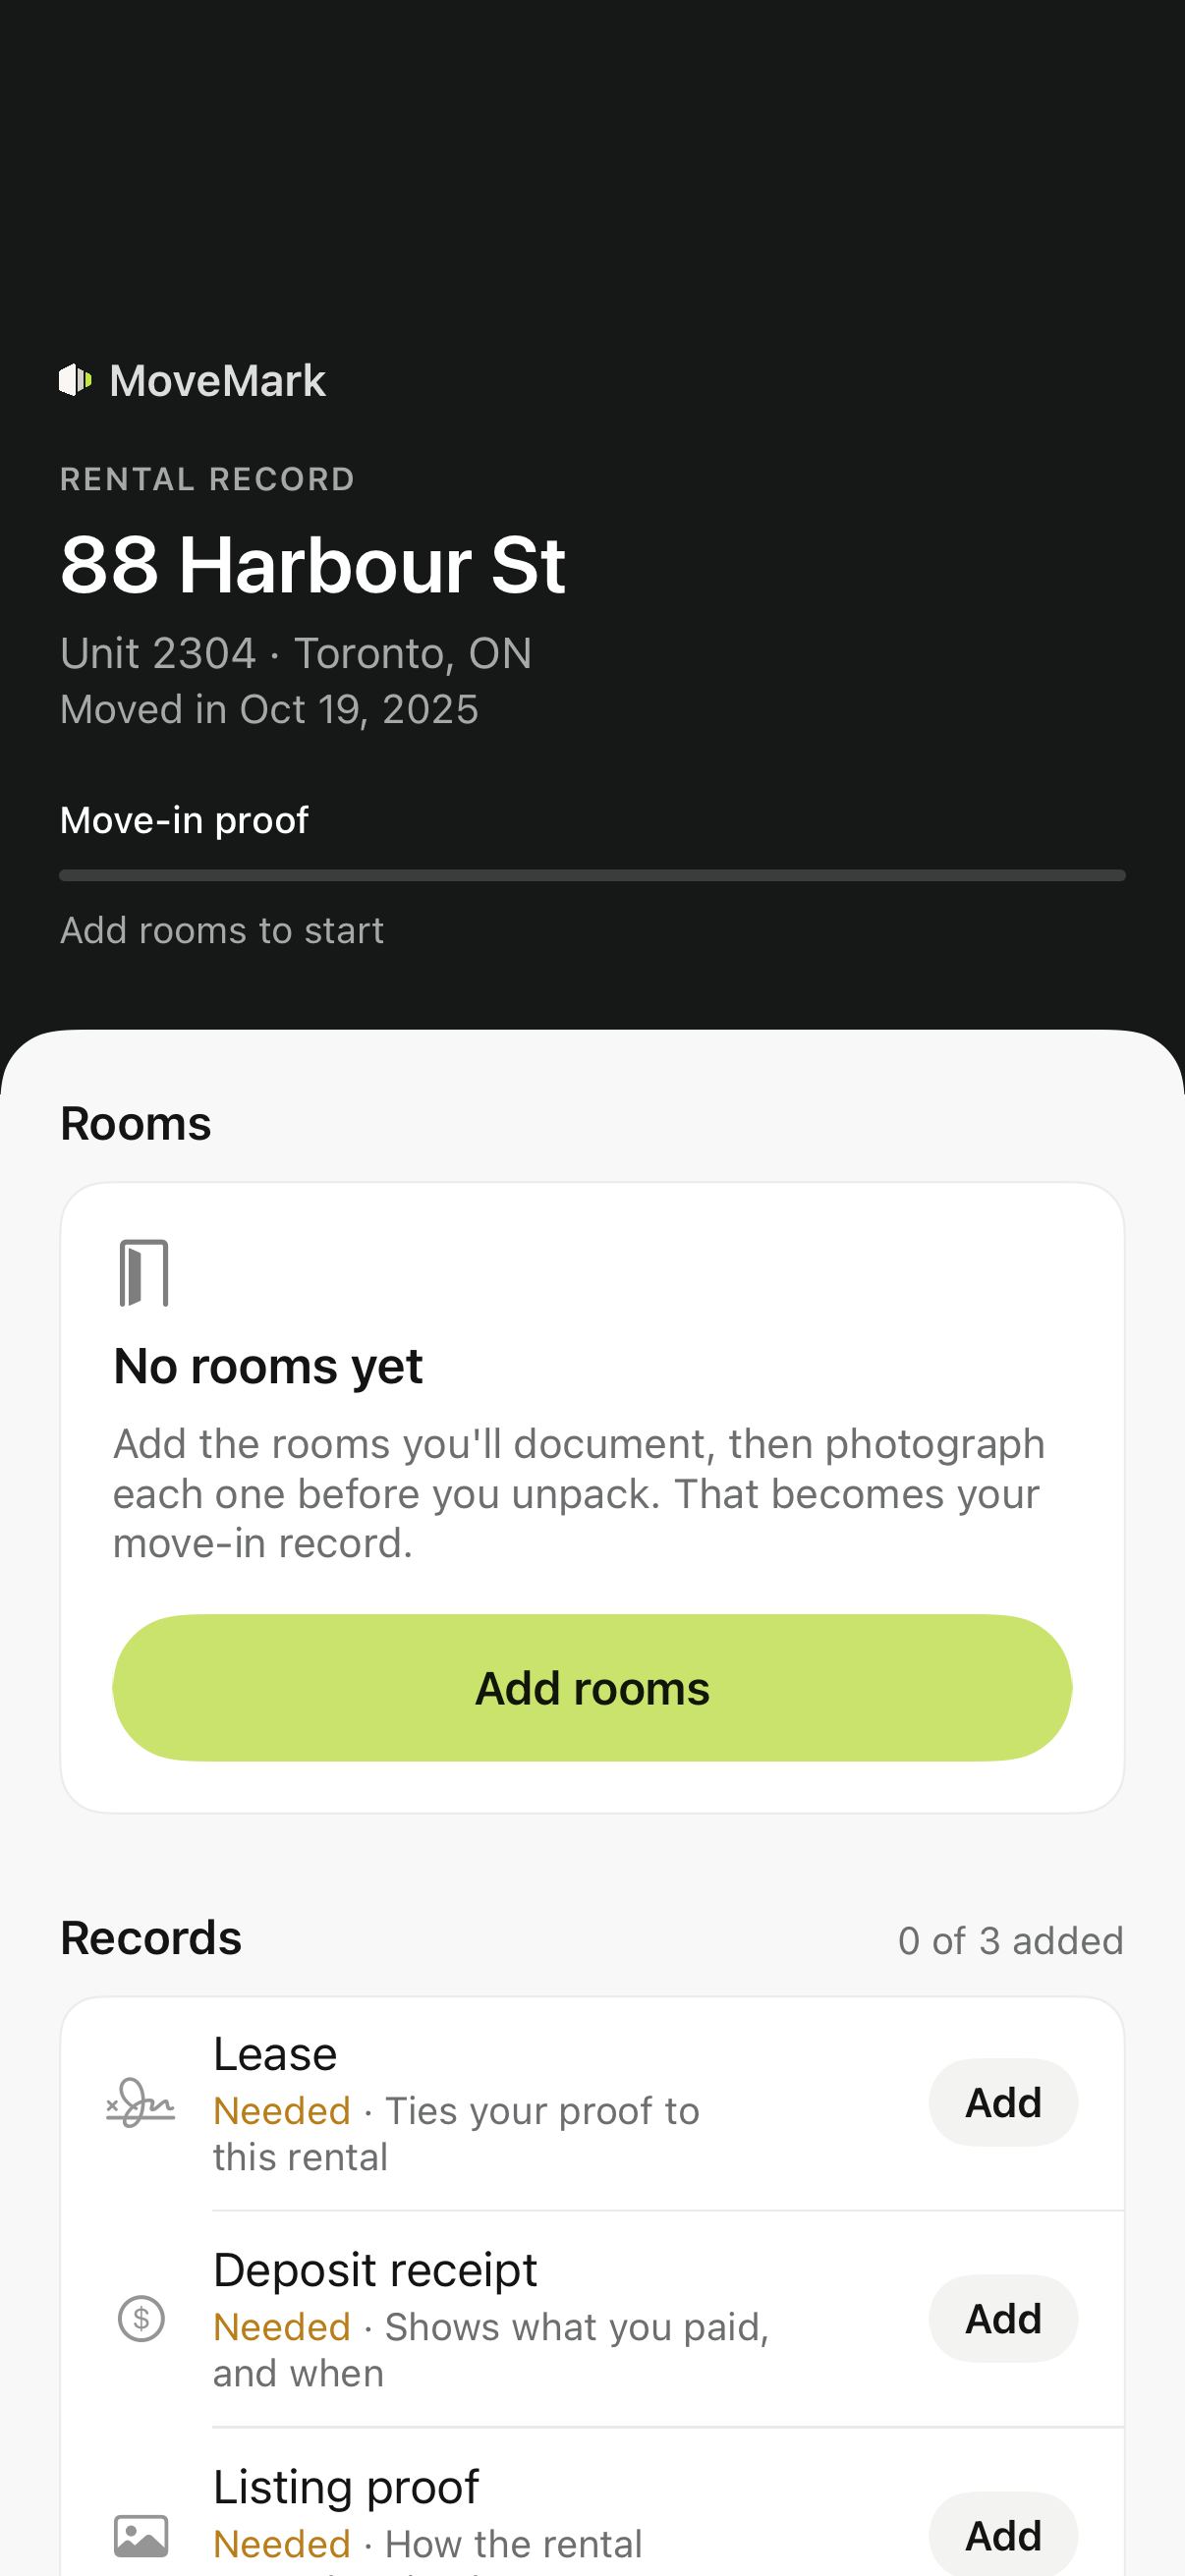 MoveMark
RENTAL RECORD
88 Harbour St
Unit 2304 · Toronto, ON
Moved in Oct 19, 2025
Move-in proof
Add rooms to start
Rooms
No rooms yet
Add the rooms you'll document, then photograph
each one before you unpack. That becomes your
move-in record.
Add rooms
Records
0 of 3 added
Lease
Needed · Ties your proof to
this rental
Add
Deposit receipt
Needed · Shows what you paid,
and when
Add
Listing proof
Needed · How the rental
Add